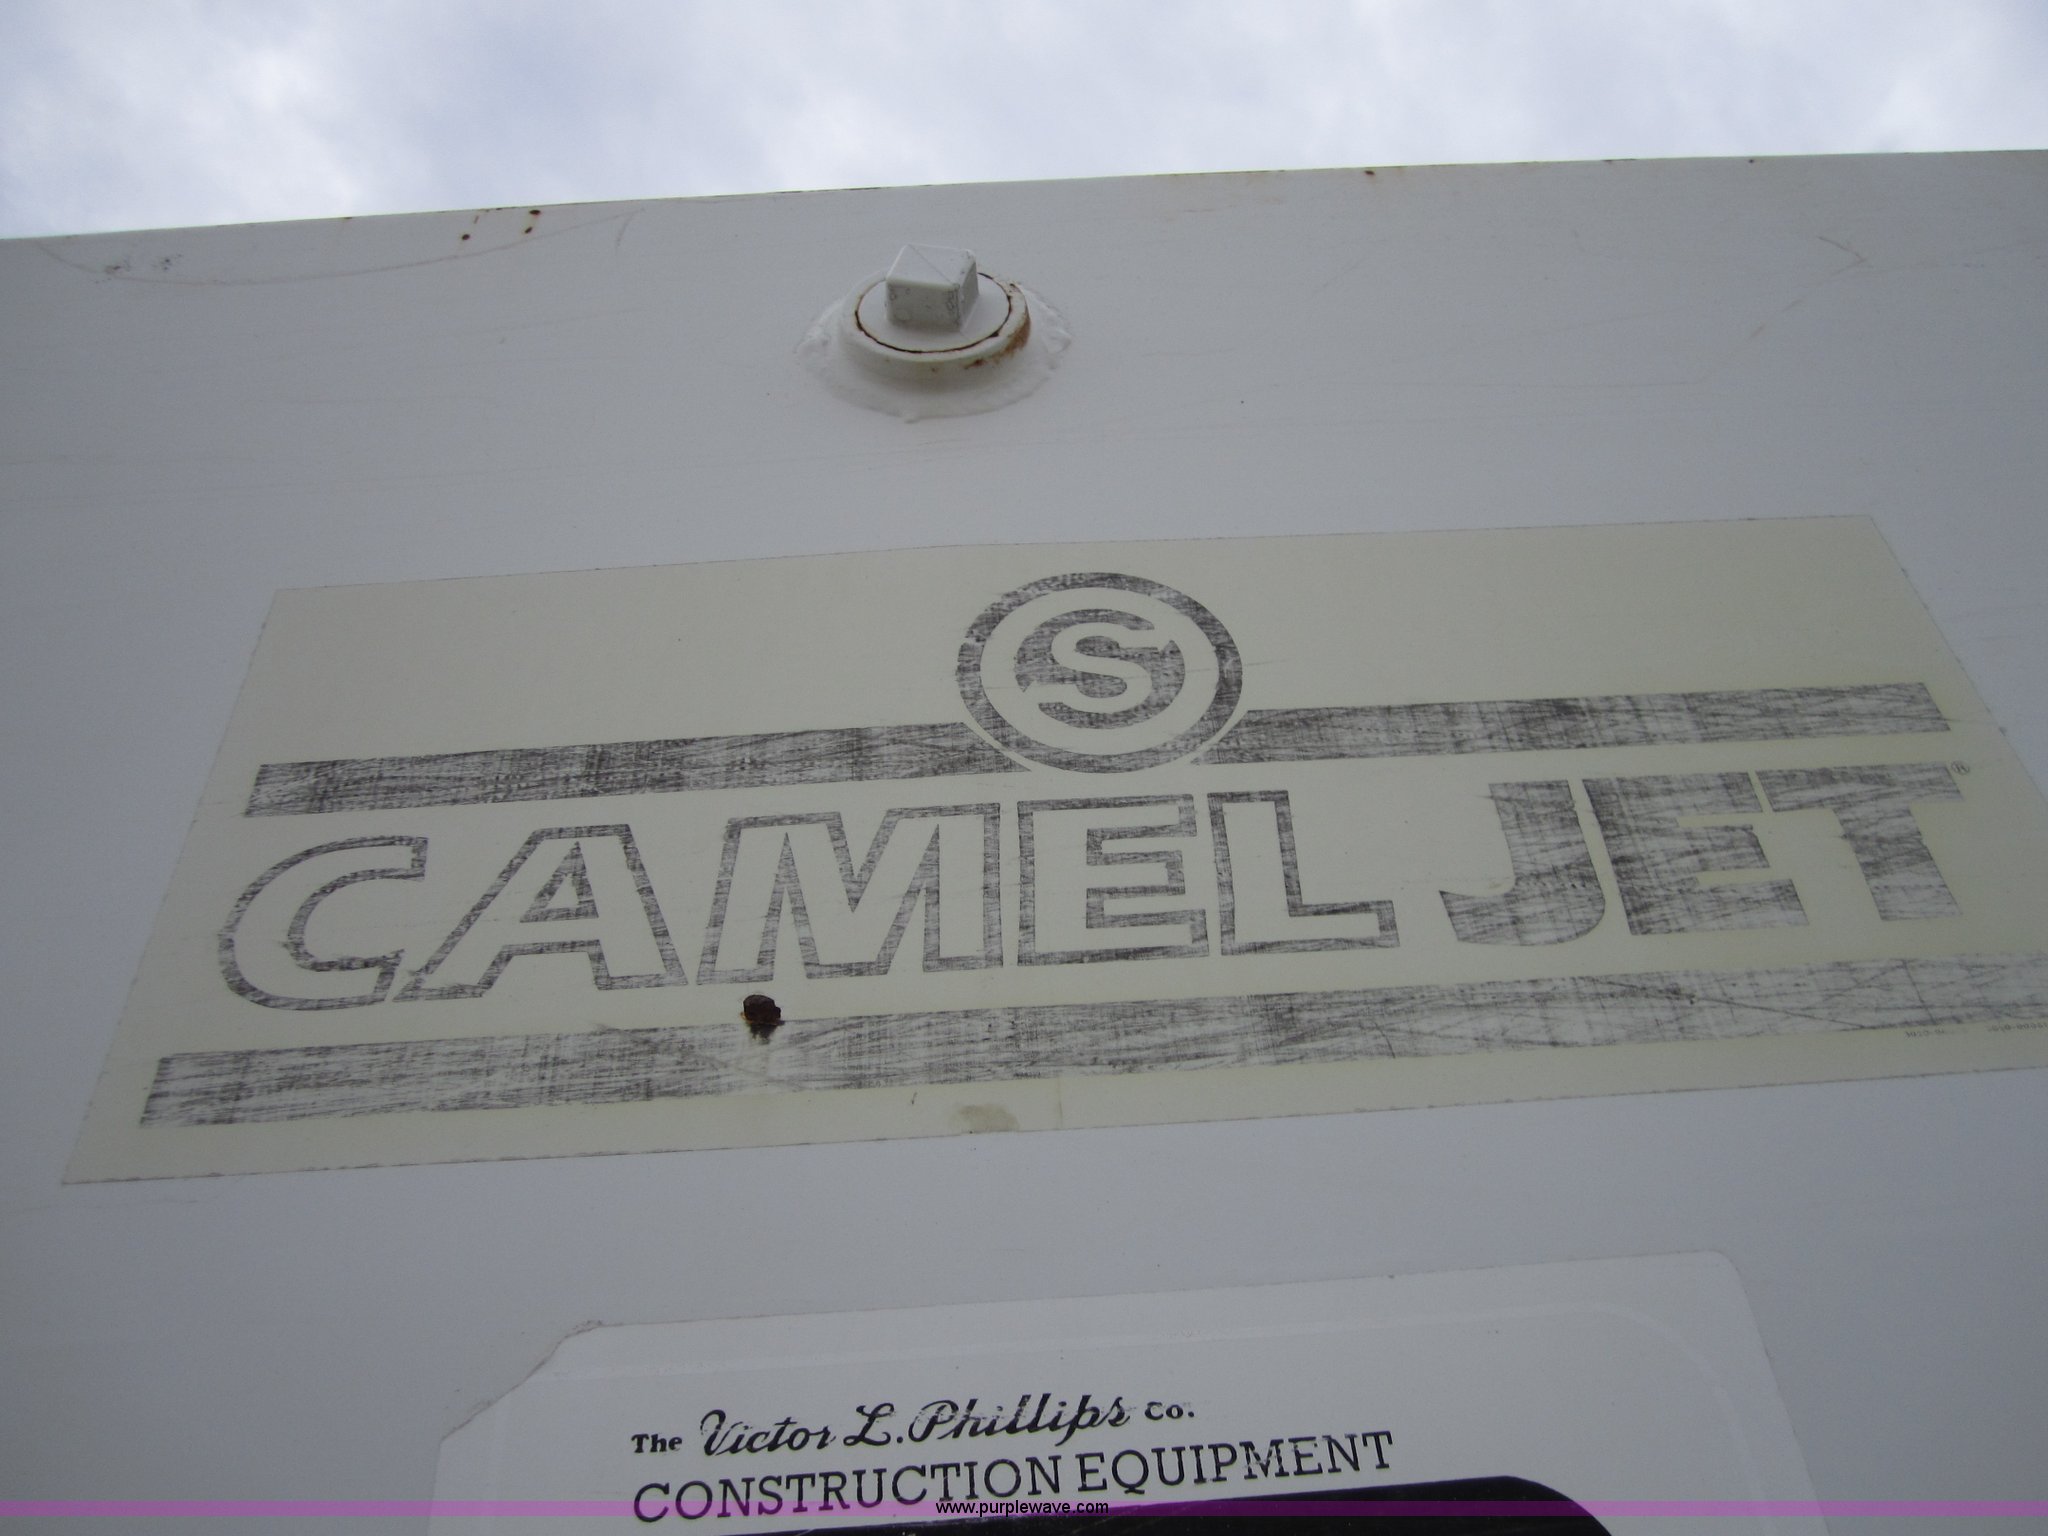 S
CAMEL JET®
The Victor L. Phillips Co.
CONSTRUCTION EQUIPMENT
www.purplewave.com